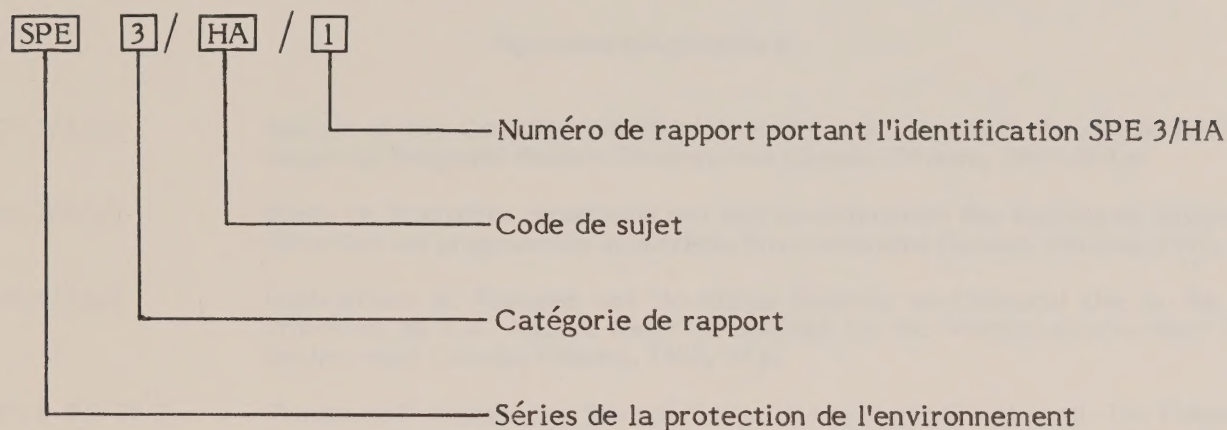 SPE 3 / HA / 1
Numéro de rapport portant l'identification SPE 3/HA
Code de sujet
Catégorie de rapport
Séries de la protection de l'environnement